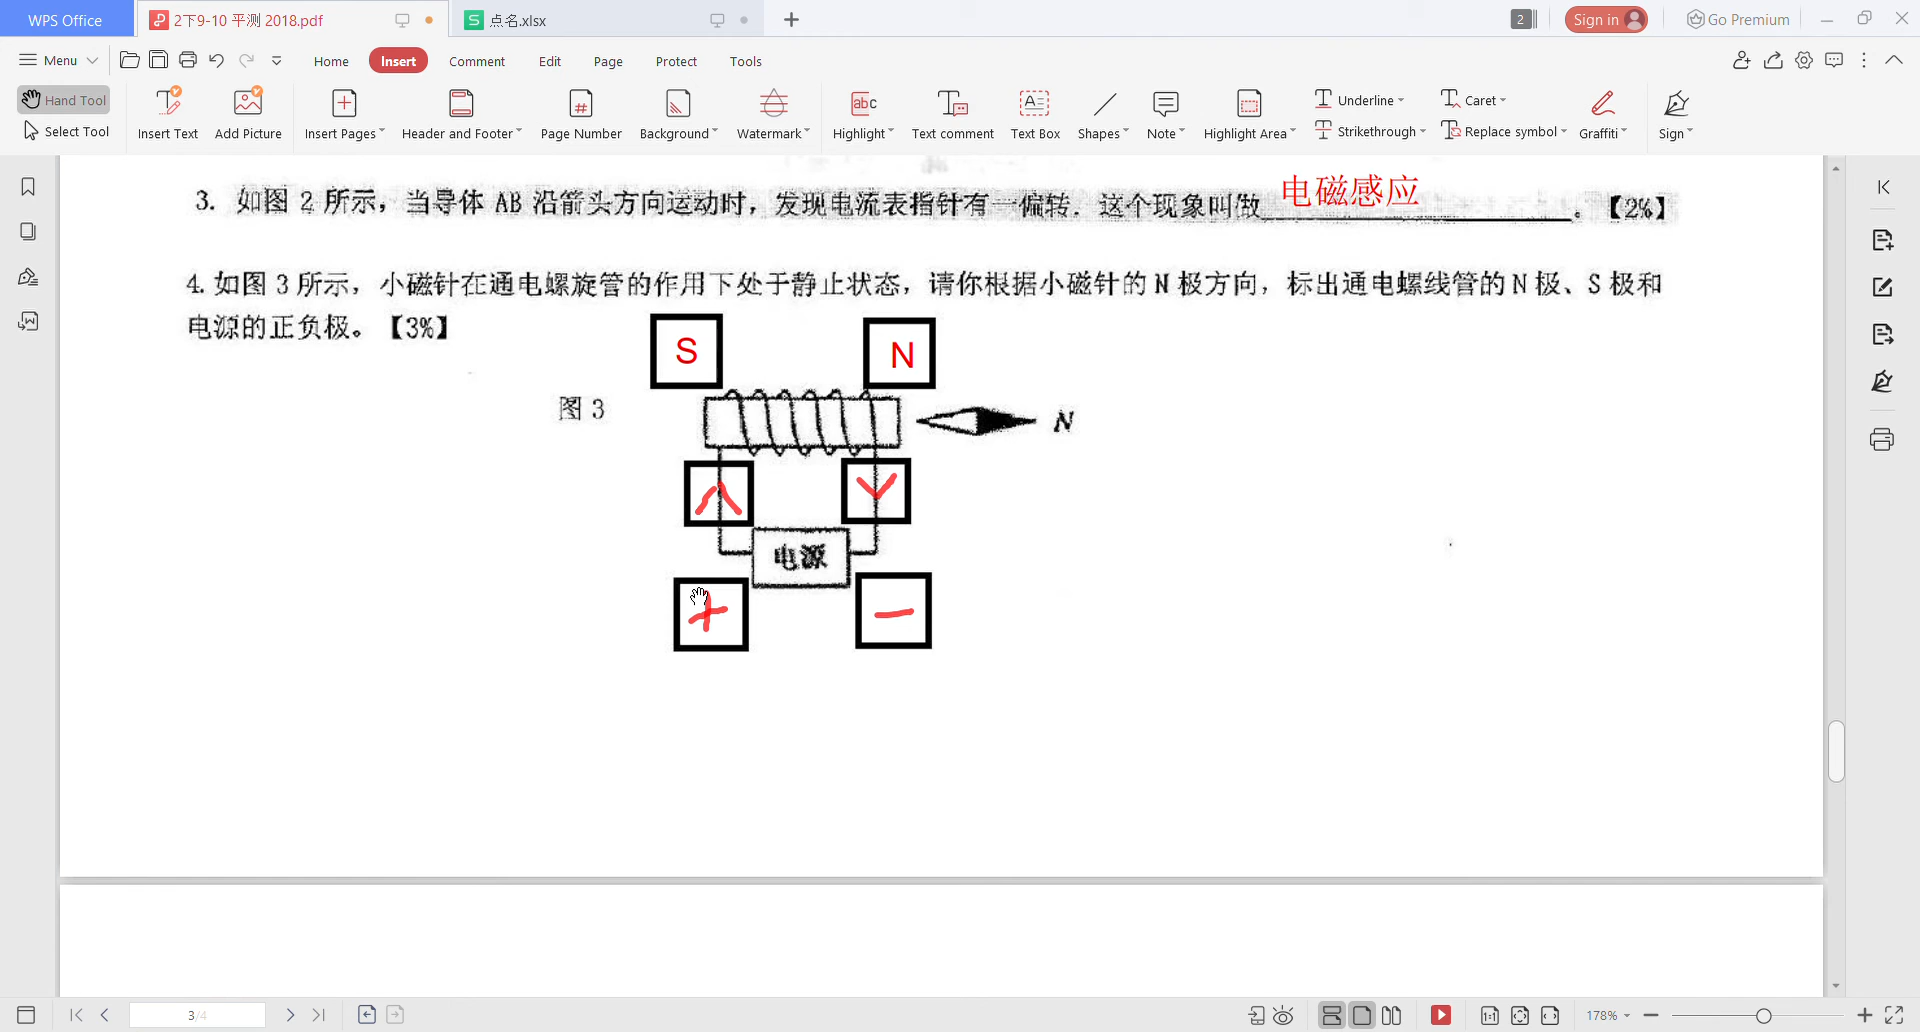 WPS Office
2下9-10 平测 2018.pdf
点名.xlsx
2
Sign in
Go Premium
Menu
Home
Insert
Comment
Edit
Page
Protect
Tools
Hand Tool
Select Tool
Insert Text
Add Picture
Insert Pages
Header and Footer
Page Number
Background
Watermark
Highlight
Text comment
Text Box
Shapes
Note
Highlight Area
Underline
Strikethrough
Caret
Replace symbol
Graffiti
Sign
3. 如图 2 所示，当导体 AB 沿箭头方向运动时，发现电流表指针有一偏转. 这个现象叫做 电磁感应 。【2%】
4. 如图 3 所示，小磁针在通电螺旋管的作用下处于静止状态，请你根据小磁针的 N 极方向，标出通电螺线管的 N 极、S 极和
电源的正负极。【3%】
S
N
图 3
N
电源
+
—
3/4
178%